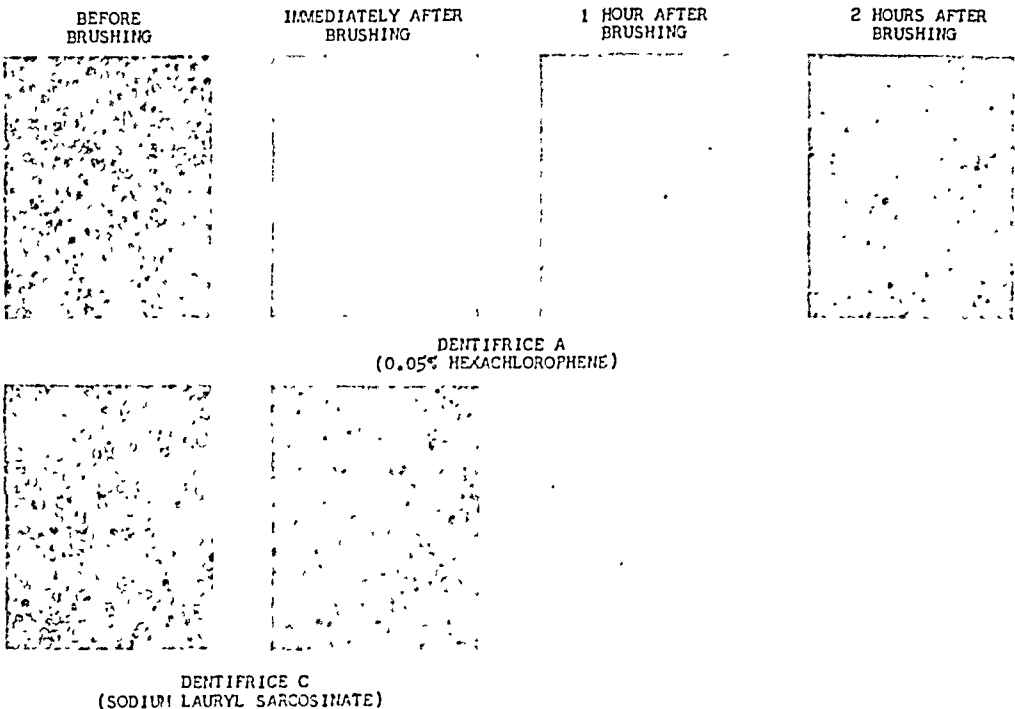 BEFORE
BRUSHING
IMMEDIATELY AFTER
BRUSHING
1 HOUR AFTER
BRUSHING
2 HOURS AFTER
BRUSHING
DENTIFRICE A
(0.05% HEXACHLOROPHENE)
DENTIFRICE C
(SODIUM LAURYL SARCOSINATE)